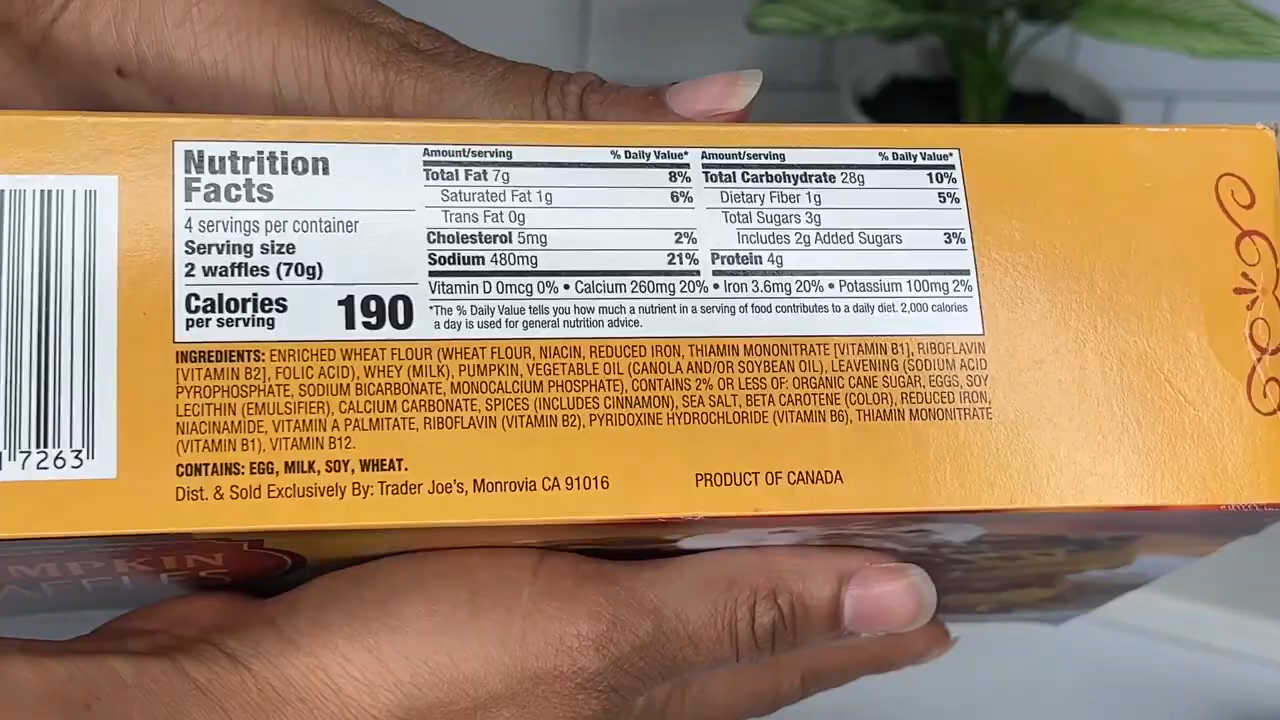 Nutrition
Facts
4 servings per container
Serving size
2 waffles (70g)
Calories
per serving
190
Amount/serving % Daily Value*
Total Fat 7g 8%
Saturated Fat 1g 6%
Trans Fat 0g
Cholesterol 5mg 2%
Sodium 480mg 21%
Amount/serving % Daily Value*
Total Carbohydrate 28g 10%
Dietary Fiber 1g 5%
Total Sugars 3g
Includes 2g Added Sugars 3%
Protein 4g
Vitamin D 0mcg 0% • Calcium 260mg 20% • Iron 3.6mg 20% • Potassium 100mg 2%
*The % Daily Value tells you how much a nutrient in a serving of food contributes to a daily diet. 2,000 calories
a day is used for general nutrition advice.
INGREDIENTS: ENRICHED WHEAT FLOUR (WHEAT FLOUR, NIACIN, REDUCED IRON, THIAMIN MONONITRATE [VITAMIN B1], RIBOFLAVIN
[VITAMIN B2], FOLIC ACID), WHEY (MILK), PUMPKIN, VEGETABLE OIL (CANOLA AND/OR SOYBEAN OIL), LEAVENING (SODIUM ACID
PYROPHOSPHATE, SODIUM BICARBONATE, MONOCALCIUM PHOSPHATE), CONTAINS 2% OR LESS OF: ORGANIC CANE SUGAR, EGGS, SOY
LECITHIN (EMULSIFIER), CALCIUM CARBONATE, SPICES (INCLUDES CINNAMON), SEA SALT, BETA CAROTENE (COLOR), REDUCED IRON,
NIACINAMIDE, VITAMIN A PALMITATE, RIBOFLAVIN (VITAMIN B2), PYRIDOXINE HYDROCHLORIDE (VITAMIN B6), THIAMIN MONONITRATE
(VITAMIN B1), VITAMIN B12.
CONTAINS: EGG, MILK, SOY, WHEAT.
Dist. & Sold Exclusively By: Trader Joe's, Monrovia CA 91016
PRODUCT OF CANADA
7263
MPKIN
AFFLES